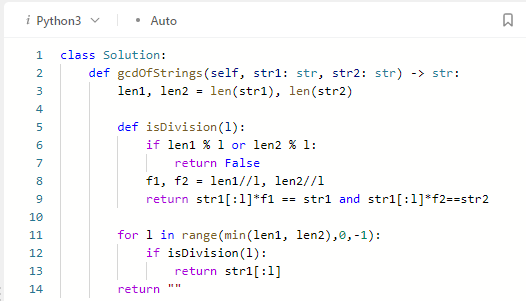 i Python3 • Auto
1 class Solution:
2     def gcdOfStrings(self, str1: str, str2: str) -> str:
3         len1, len2 = len(str1), len(str2)
4
5         def isDivision(l):
6             if len1 % l or len2 % l:
7                 return False
8             f1, f2 = len1//l, len2//l
9             return str1[:l]*f1 == str1 and str1[:l]*f2==str2
10
11         for l in range(min(len1, len2),0,-1):
12             if isDivision(l):
13                 return str1[:l]
14         return ""